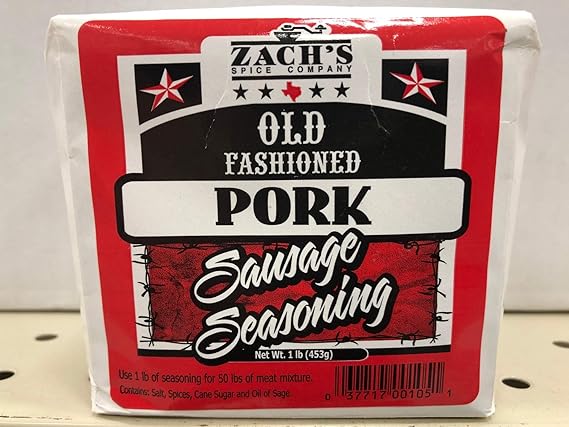 ZACH'S
SPICE COMPANY
OLD
FASHIONED
PORK
Sausage
Seasoning
Net Wt. 1 lb (453g)
Use 1 lb of seasoning for 50 lbs of meat mixture.
Contains: Salt, Spices, Cane Sugar and Oil of Sage.
0 37717 00105 1